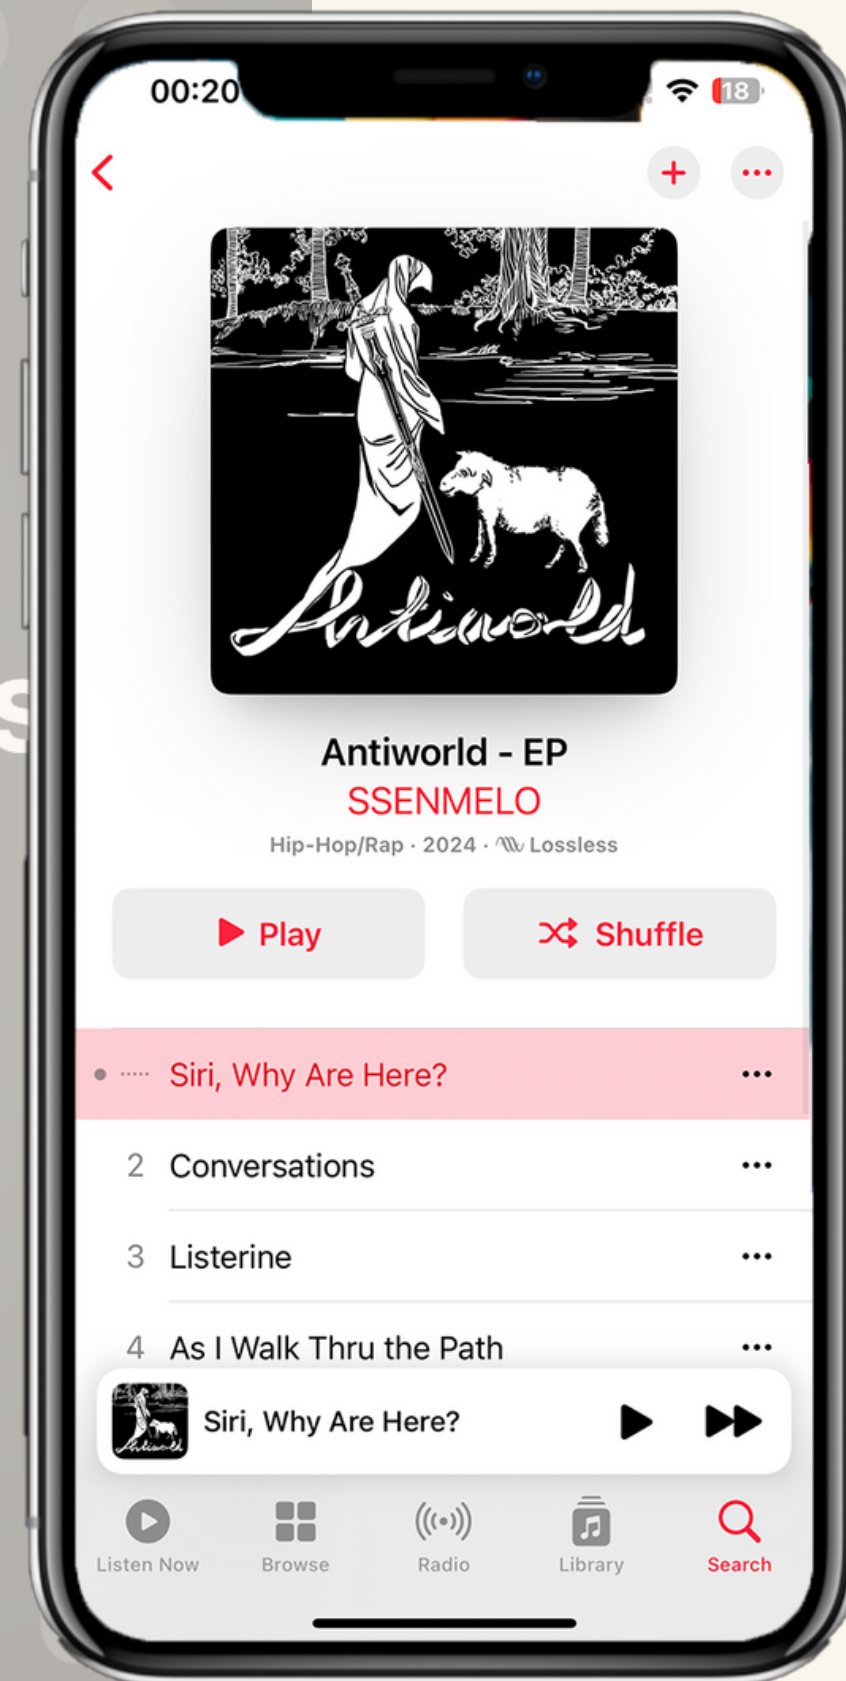 00:20
18
Antiworld
Antiworld - EP
SSENMELO
Hip-Hop/Rap · 2024 · Lossless
Play
Shuffle
Siri, Why Are Here?
2 Conversations
3 Listerine
4 As I Walk Thru the Path
Siri, Why Are Here?
Listen Now
Browse
Radio
Library
Search